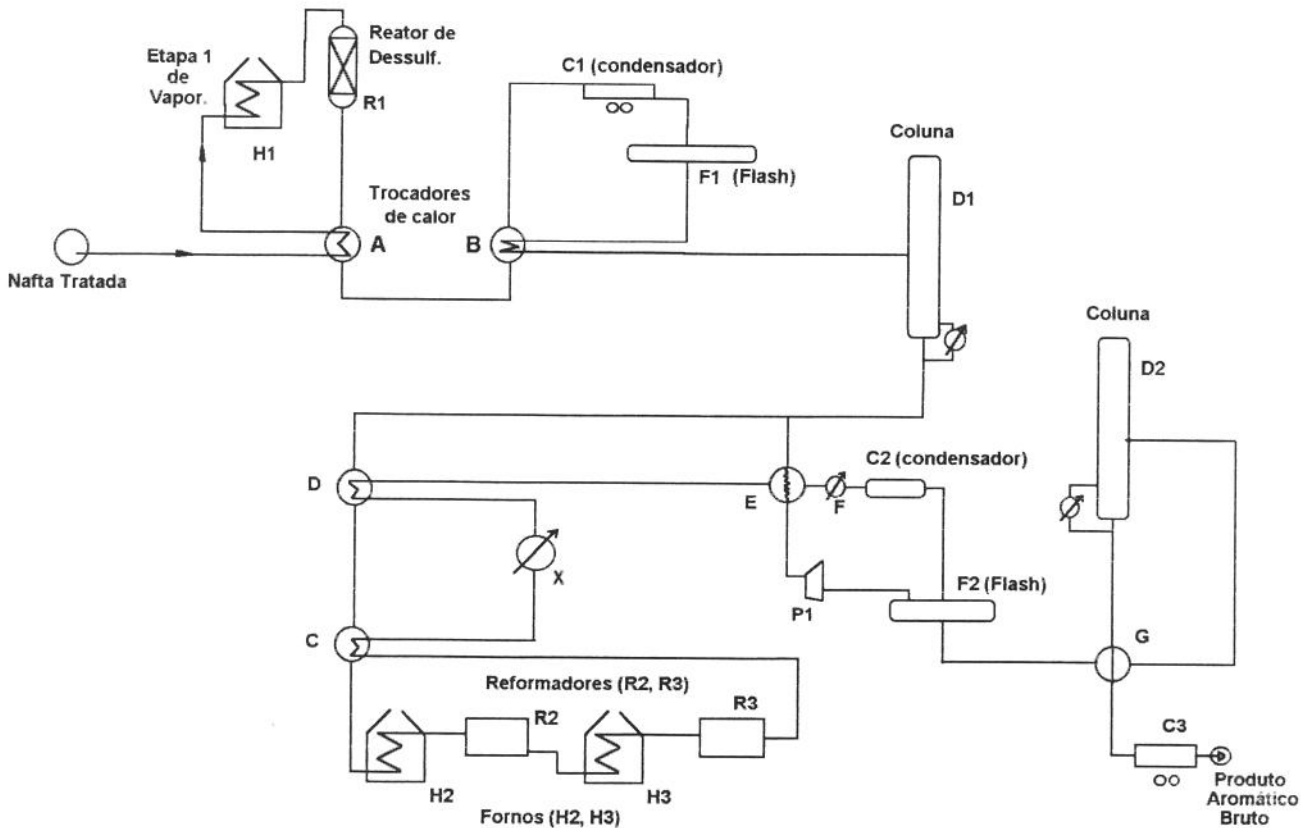 Etapa 1
de
Vapor.
H1
Reator de
Dessulf.
R1
C1 (condensador)
F1 (Flash)
Coluna
D1
Trocadores
de calor
A
B
Nafta Tratada
Coluna
D2
D
E
F
C2 (condensador)
X
P1
F2 (Flash)
C
G
Reformadores (R2, R3)
R2
R3
H2
H3
Fornos (H2, H3)
C3
Produto
Aromático
Bruto